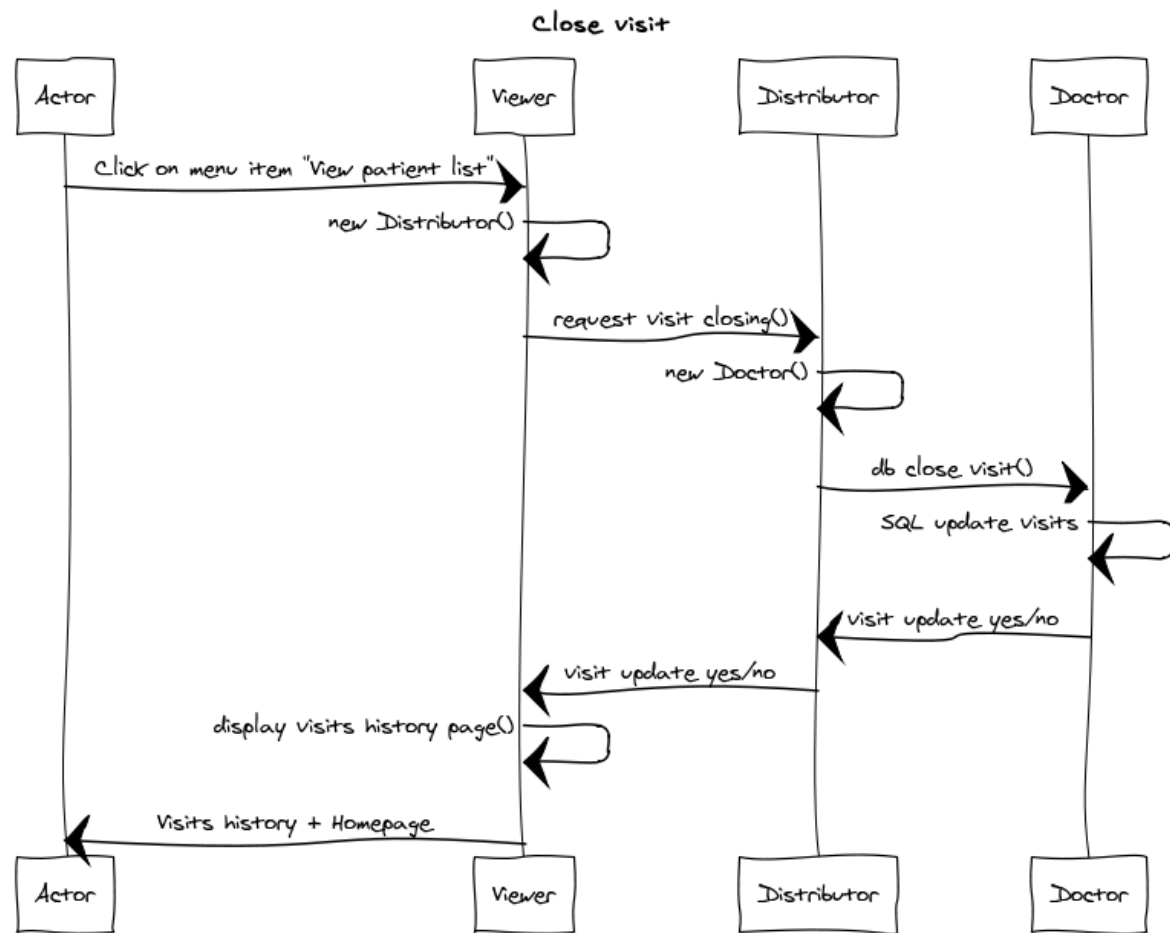 Close visit
Actor
Viewer
Distributor
Doctor
Click on menu item "View patient list"
new Distributor()
request visit closing()
new Doctor()
db close visit()
SQL update visits
visit update yes/no
visit update yes/no
display visits history page()
Visits history + Homepage
Actor
Viewer
Distributor
Doctor